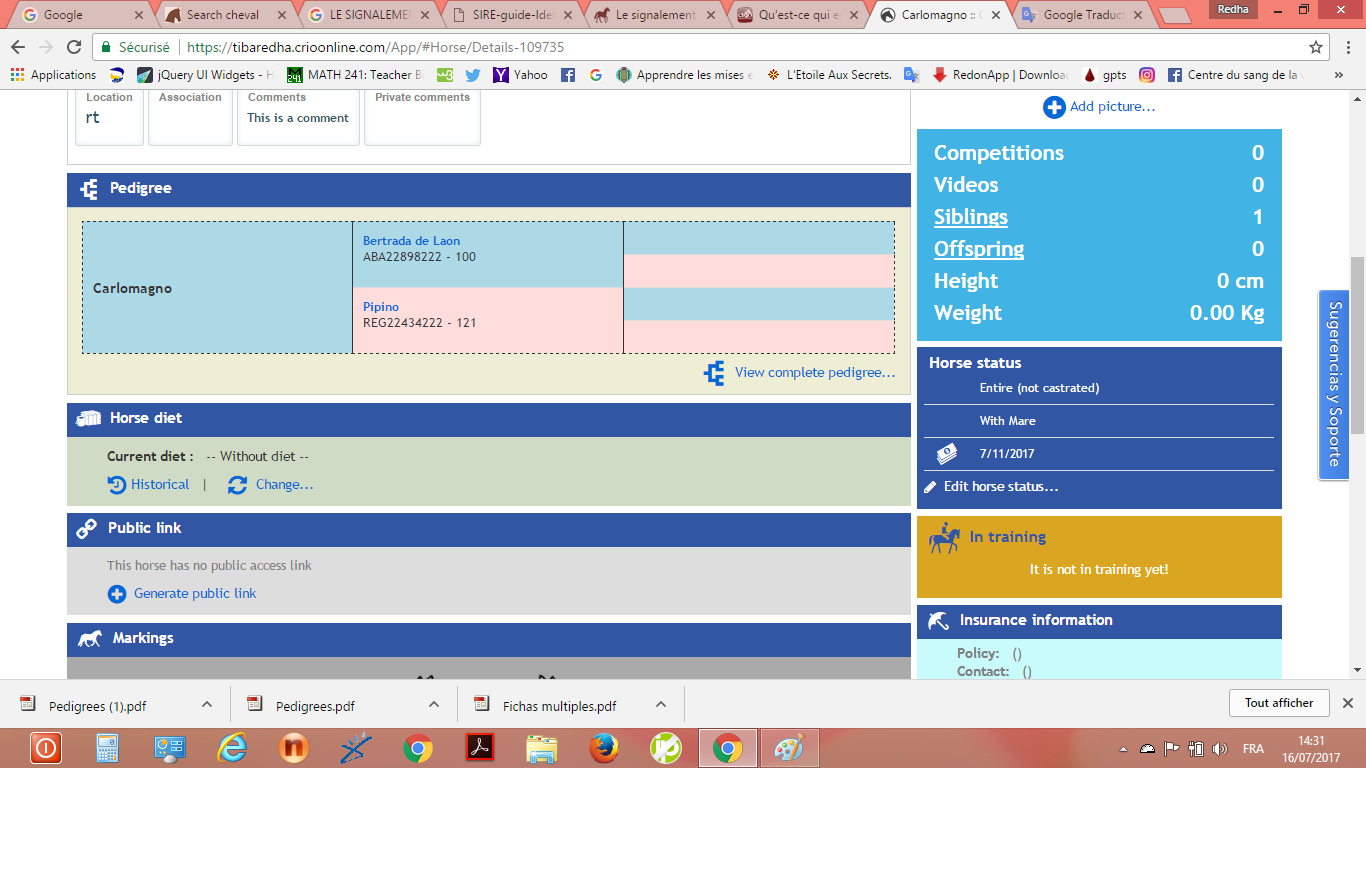 Google
Search cheval
LE SIGNALEME
SIRE-guide-Ide
Le signalement
Qu'est-ce qui e
Carlomagno ::
Google Traduct
Redha
Sécurisé
https://tibaredha.crioonline.com/App/#Horse/Details-109735
Applications
jQuery UI Widgets - H
MATH 241: Teacher B
Yahoo
Apprendre les mises e
L'Etoile Aux Secrets.
RedonApp | Downloa
gpts
Centre du sang de la
»
Location
rt
Association
Comments
This is a comment
Private comments
Add picture...
Pedigree
Carlomagno
Bertrada de Laon
ABA22898222 - 100
Pipino
REG22434222 - 121
View complete pedigree...
Horse diet
Current diet : -- Without diet --
Historical | Change...
Public link
This horse has no public access link
Generate public link
Markings
Competitions 0
Videos 0
Siblings 1
Offspring 0
Height 0 cm
Weight 0.00 Kg
Horse status
Entire (not castrated)
With Mare
7/11/2017
Edit horse status...
In training
It is not in training yet!
Insurance information
Policy: ()
Contact: ()
Sugerencias y Soporte
Pedigrees (1).pdf
Pedigrees.pdf
Fichas multiples.pdf
Tout afficher
FRA
14:31
16/07/2017